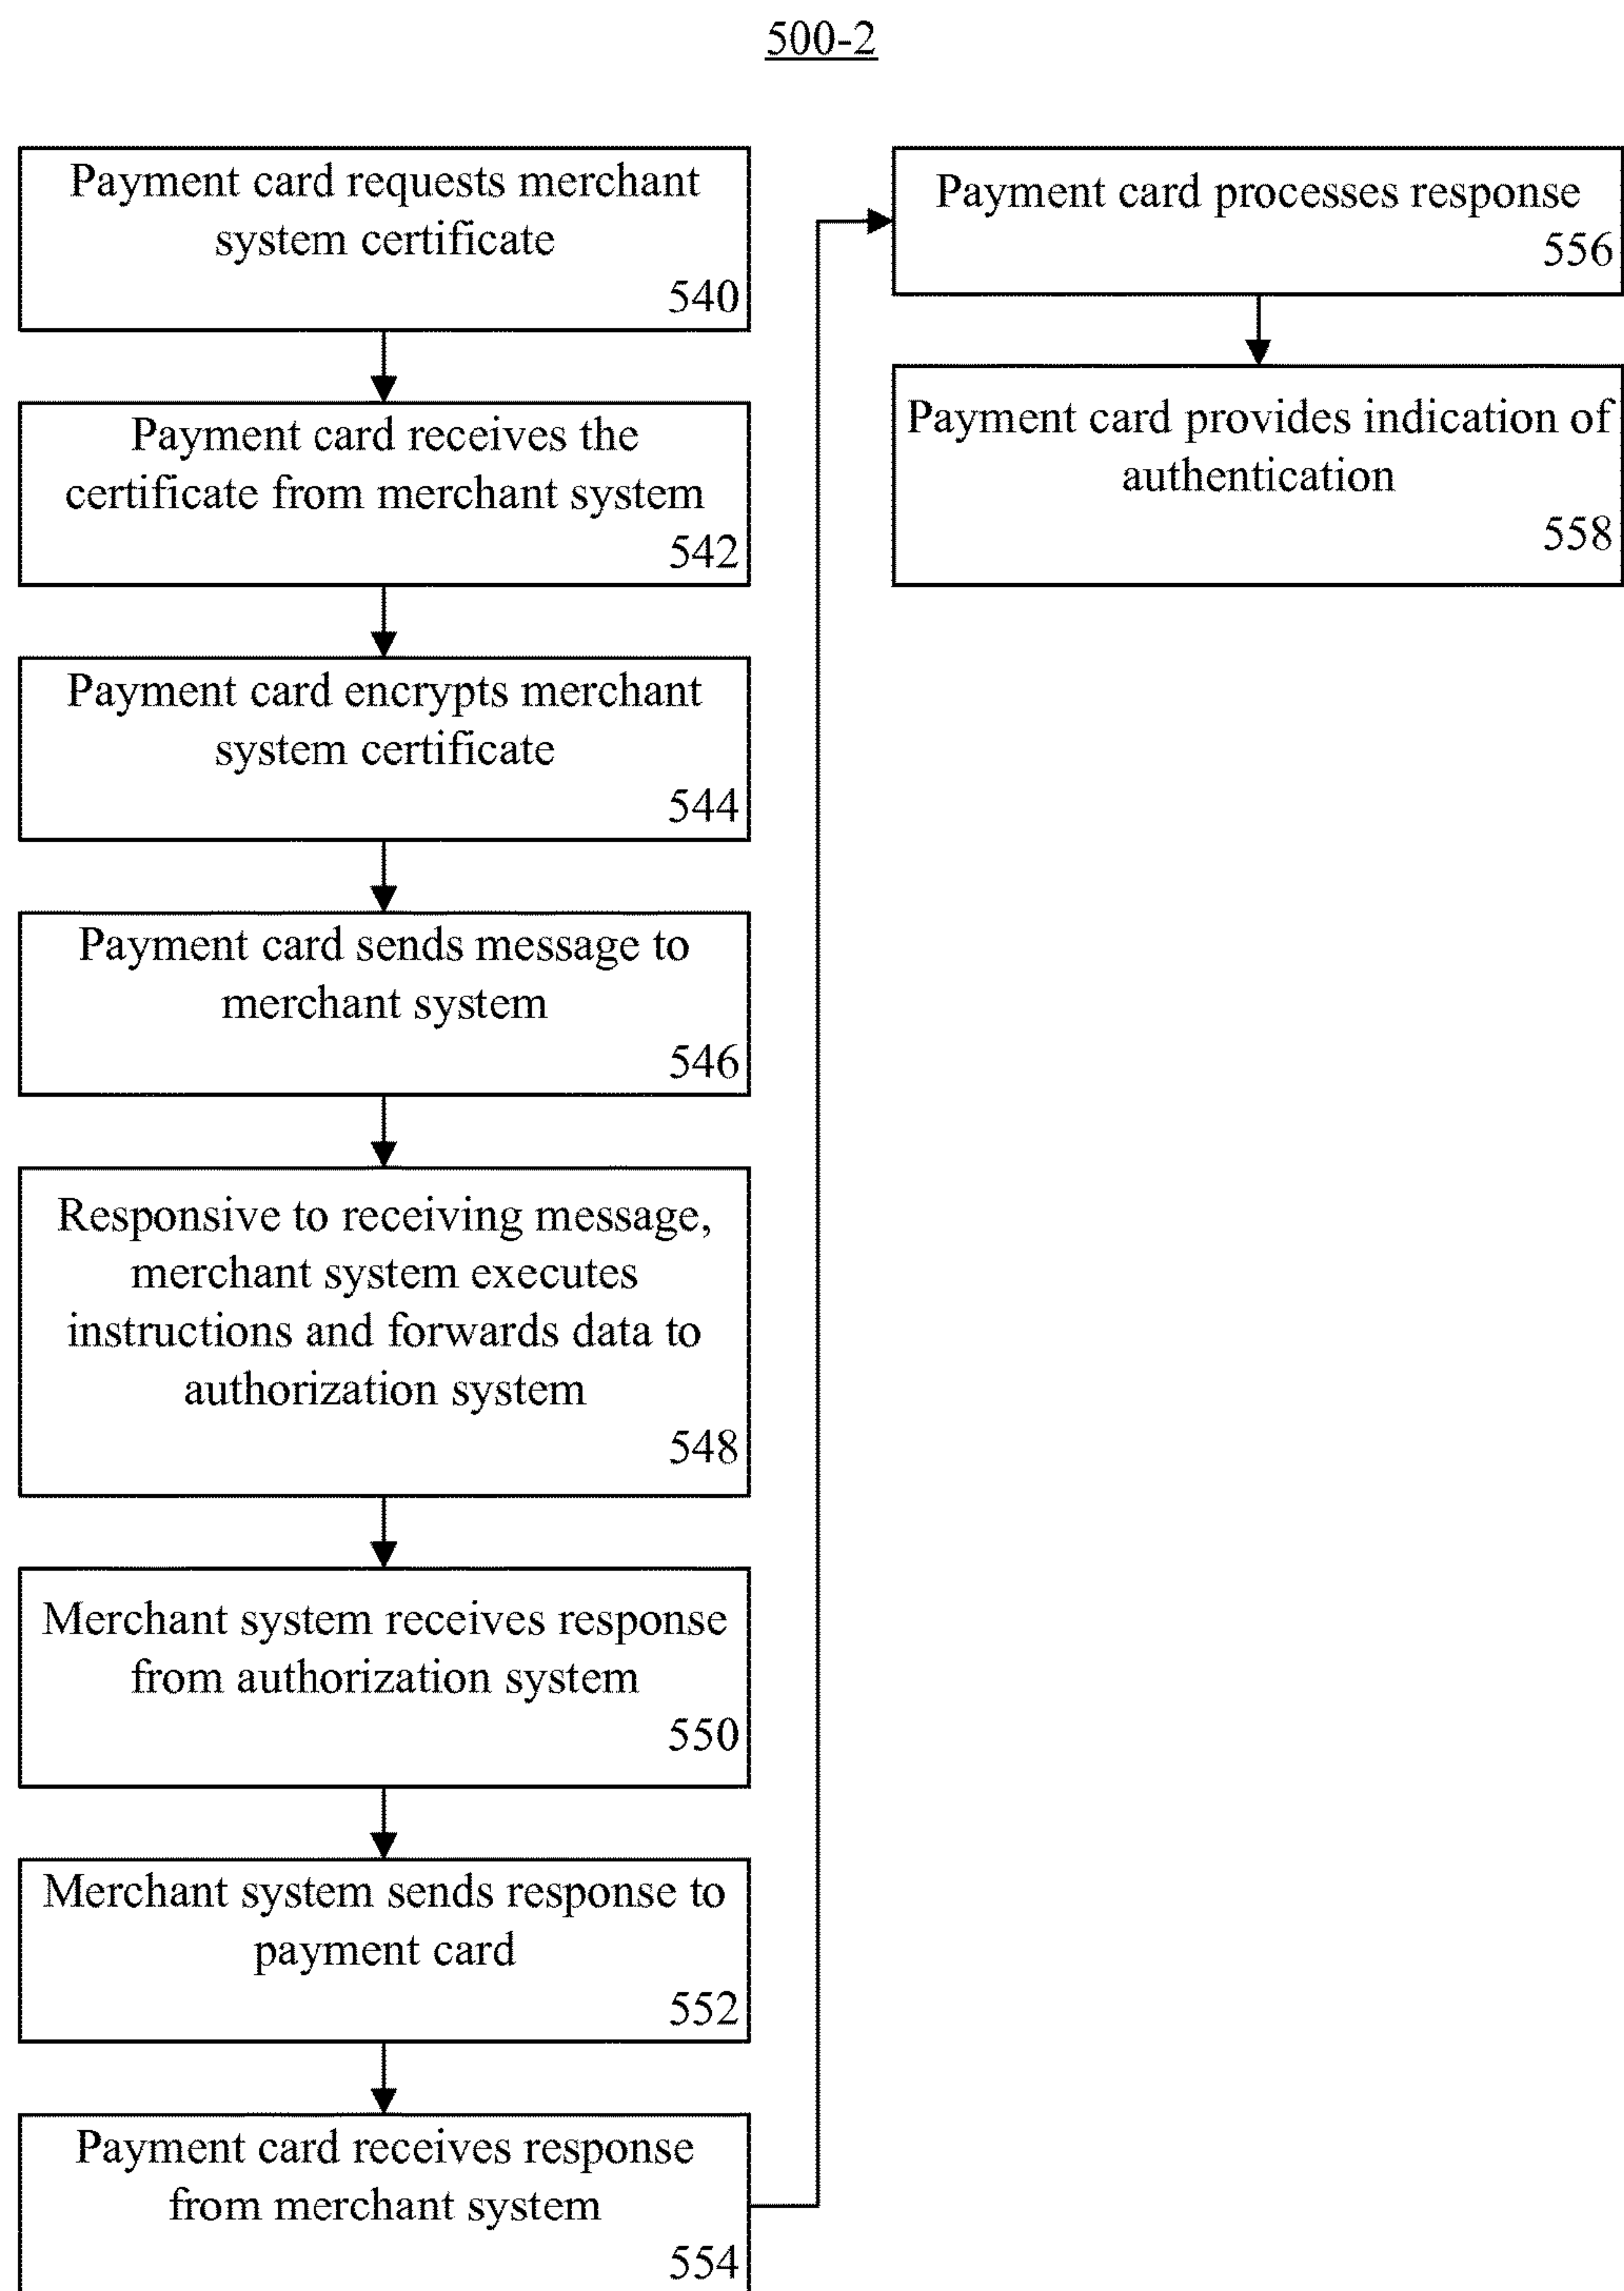 500-2
Payment card requests merchant
system certificate
540
Payment card receives the
certificate from merchant system
542
Payment card encrypts merchant
system certificate
544
Payment card sends message to
merchant system
546
Responsive to receiving message,
merchant system executes
instructions and forwards data to
authorization system
548
Merchant system receives response
from authorization system
550
Merchant system sends response to
payment card
552
Payment card receives response
from merchant system
554
Payment card processes response
556
Payment card provides indication of
authentication
558